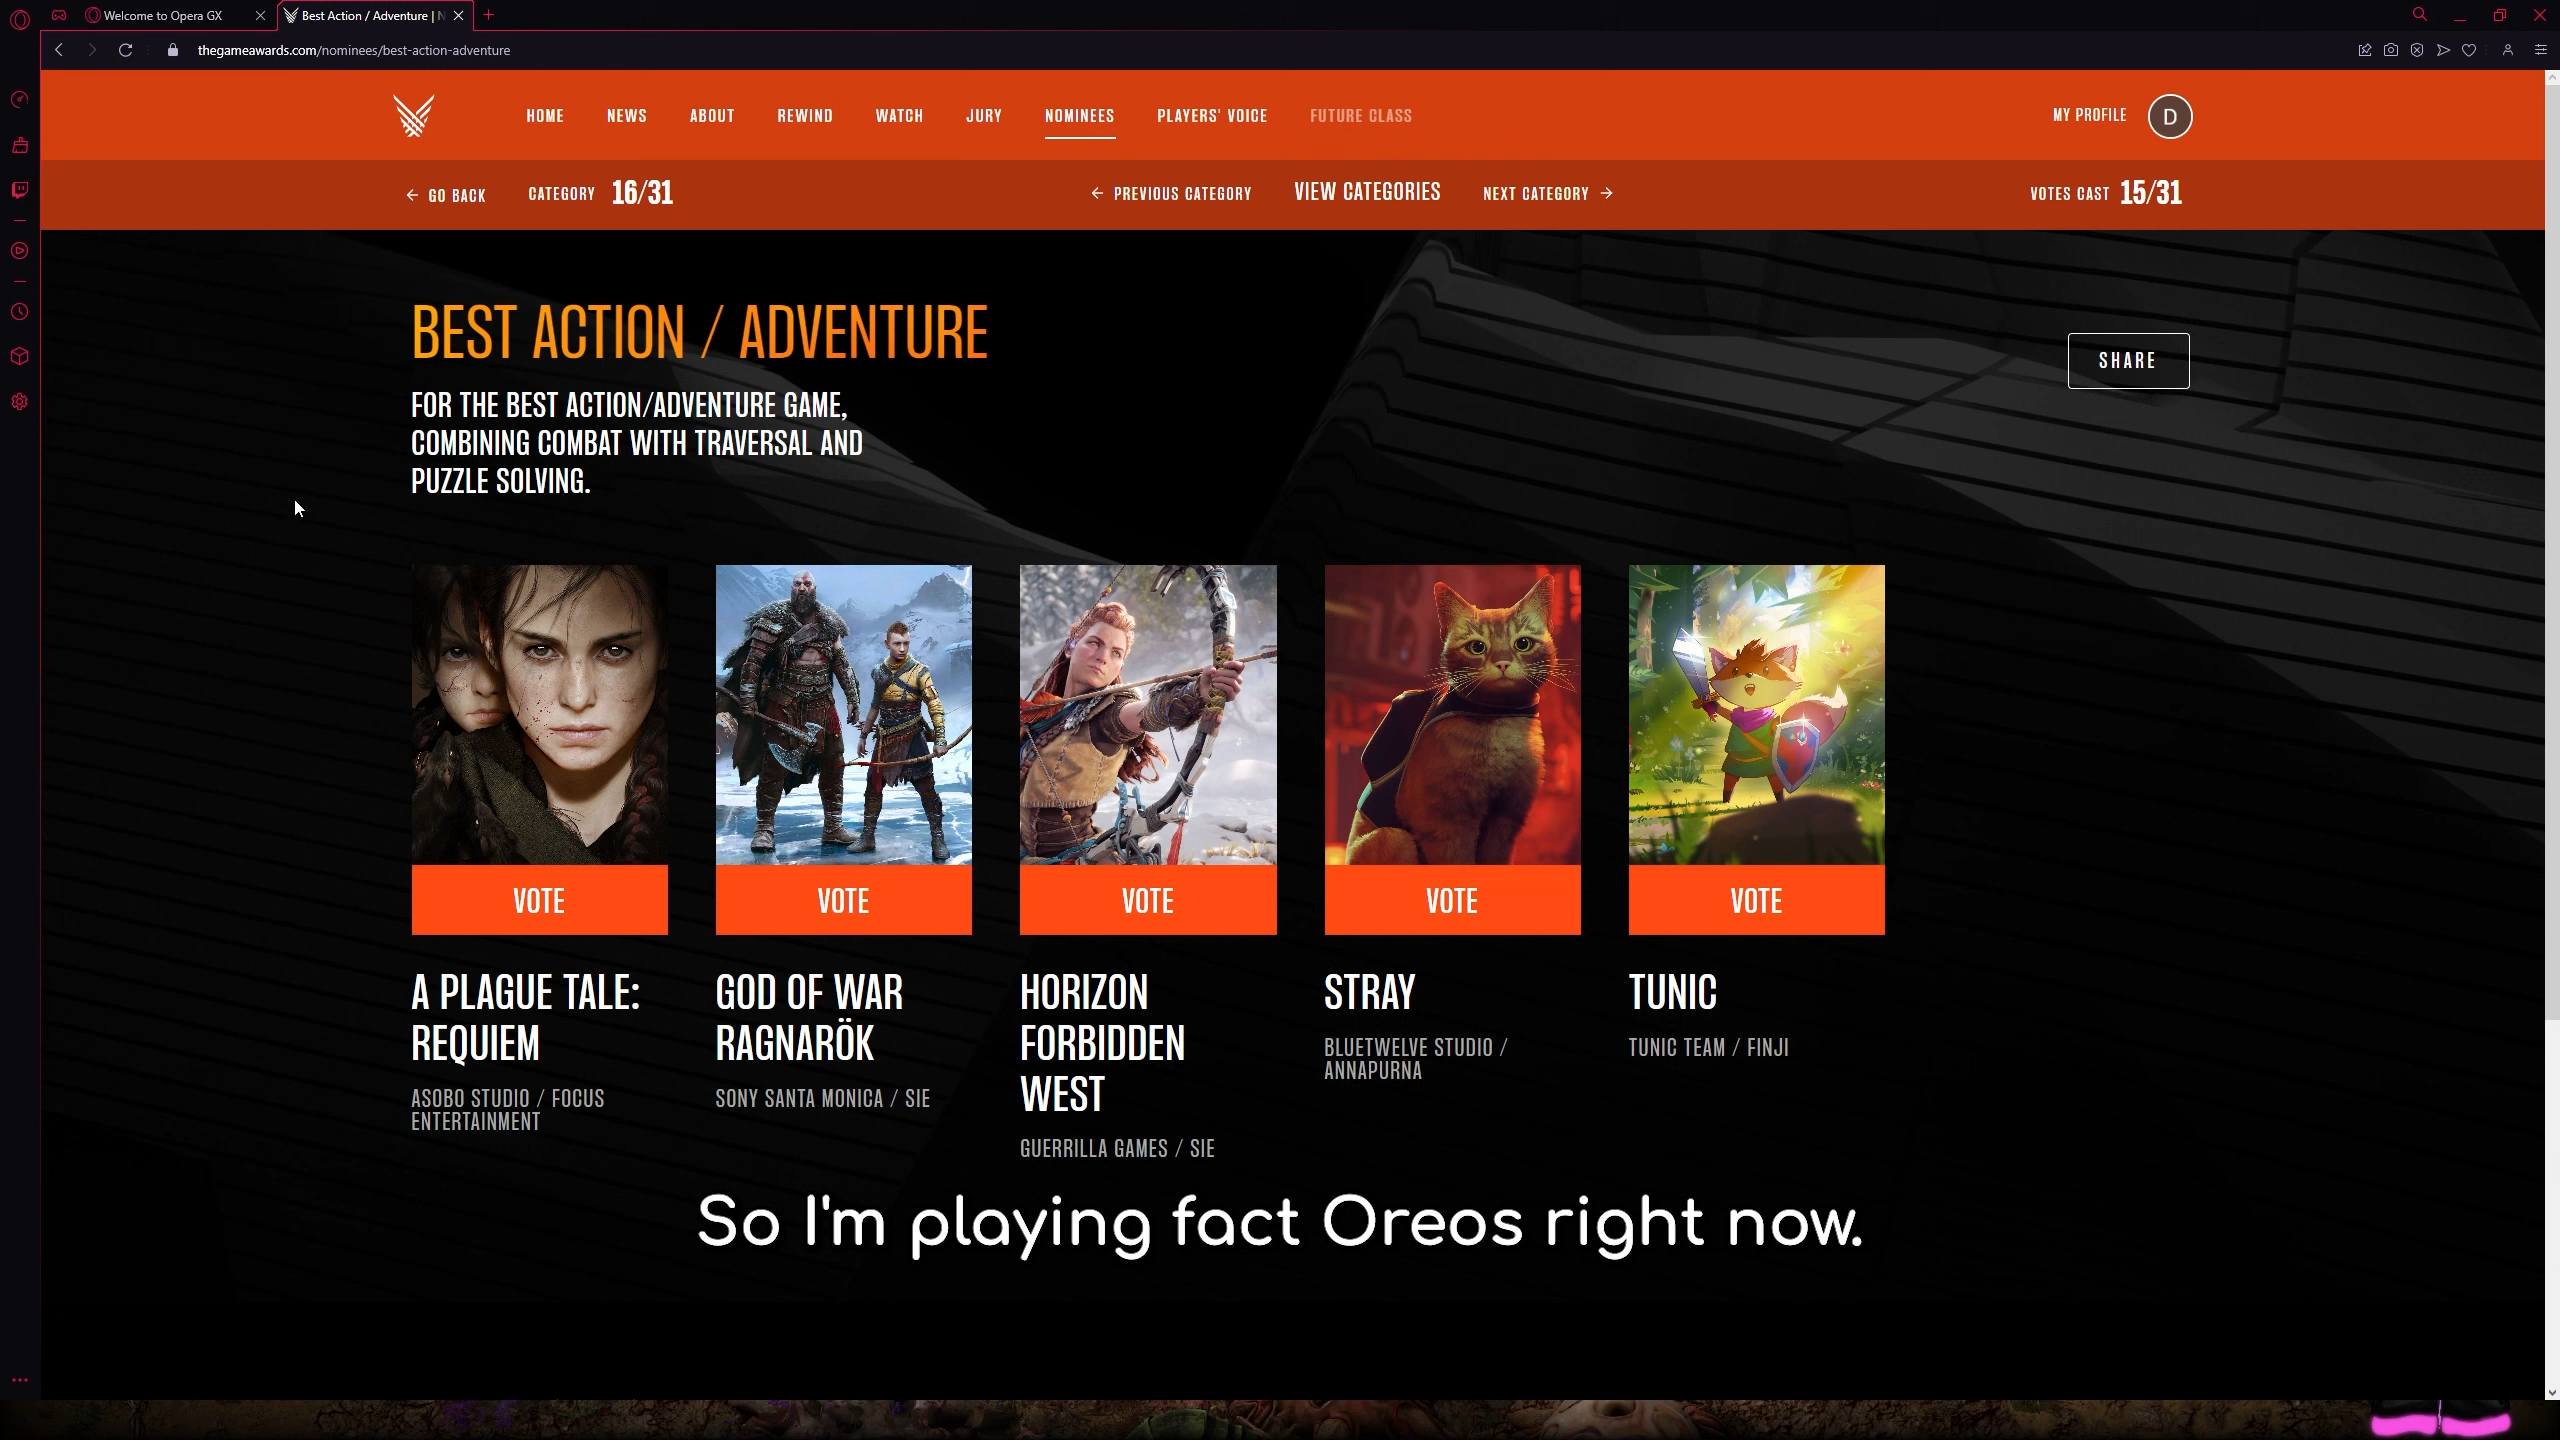 Welcome to Opera GX
Best Action / Adventure | N
thegameawards.com/nominees/best-action-adventure
HOME NEWS ABOUT REWIND WATCH JURY NOMINEES PLAYERS' VOICE FUTURE CLASS
MY PROFILE D
GO BACK CATEGORY 16/31
PREVIOUS CATEGORY VIEW CATEGORIES NEXT CATEGORY
VOTES CAST 15/31
BEST ACTION / ADVENTURE
FOR THE BEST ACTION/ADVENTURE GAME,
COMBINING COMBAT WITH TRAVERSAL AND
PUZZLE SOLVING.
SHARE
VOTE
A PLAGUE TALE:
REQUIEM
ASOBO STUDIO / FOCUS
ENTERTAINMENT
VOTE
GOD OF WAR
RAGNARÖK
SONY SANTA MONICA / SIE
VOTE
HORIZON
FORBIDDEN
WEST
GUERRILLA GAMES / SIE
VOTE
STRAY
BLUETWELVE STUDIO /
ANNAPURNA
VOTE
TUNIC
TUNIC TEAM / FINJI
So I'm playing fact Oreos right now.